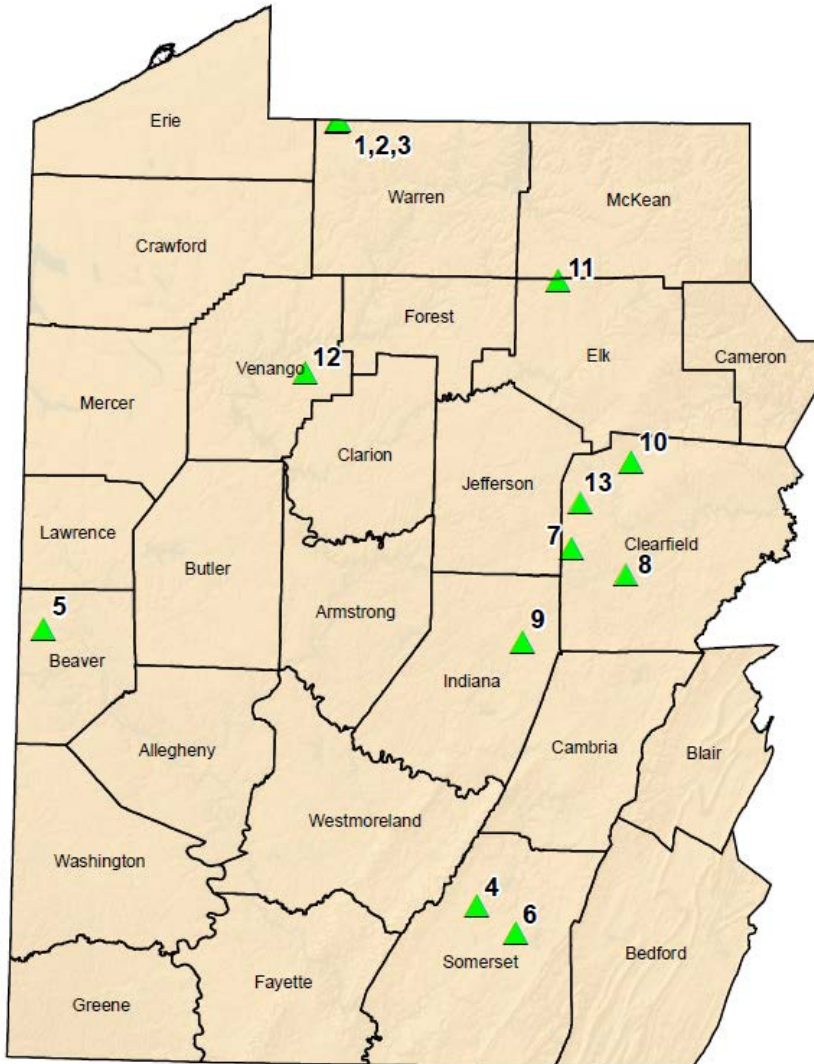 Erie
1,2,3
Warren
McKean
Crawford
11
Forest
12
Venango
Elk
Cameron
Mercer
Clarion
10
Jefferson
13
Lawrence
7
Clearfield
Butler
8
Armstrong
5
9
Beaver
Indiana
Allegheny
Cambria
Blair
Westmoreland
Washington
4
6
Somerset
Bedford
Fayette
Greene